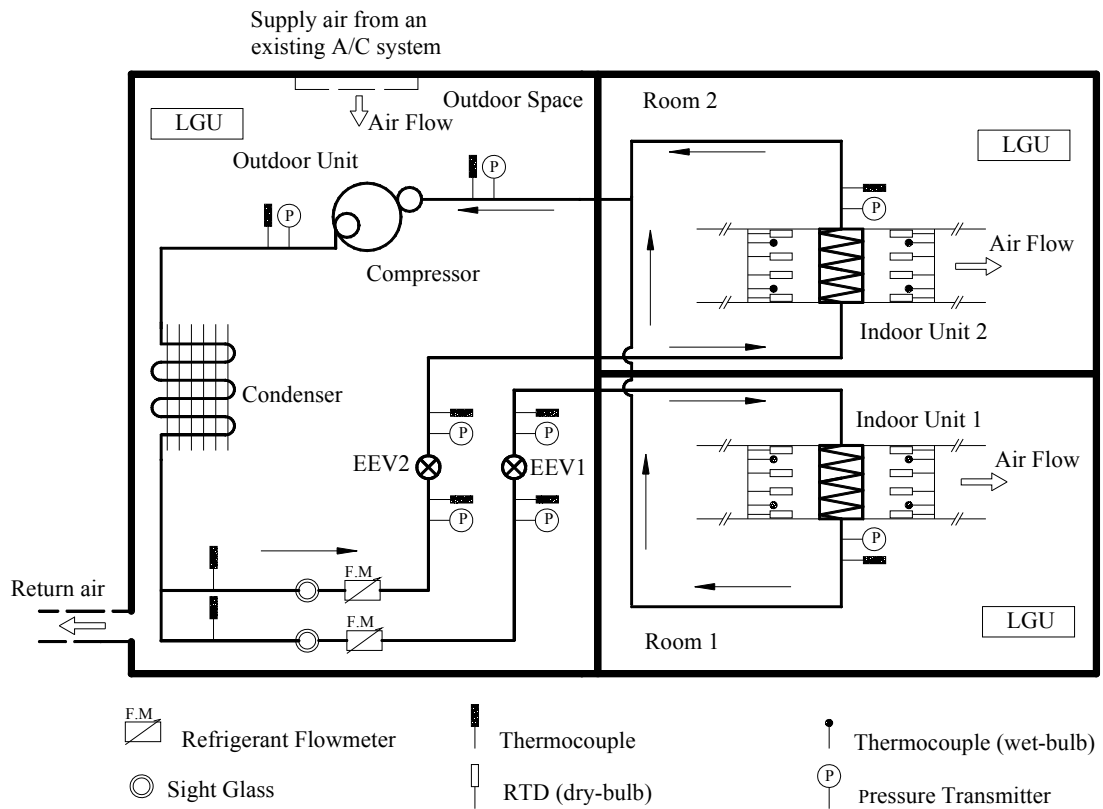 Supply air from an
existing A/C system
Outdoor Space
Room 2
LGU
Air Flow
LGU
Outdoor Unit
P
P
P
Compressor
Air Flow
Indoor Unit 2
Condenser
P
P
Indoor Unit 1
EEV2
EEV1
Air Flow
P
P
P
F.M
Return air
F.M
LGU
Room 1
F.M
Refrigerant Flowmeter
Thermocouple
Thermocouple (wet-bulb)
Sight Glass
RTD (dry-bulb)
P
Pressure Transmitter